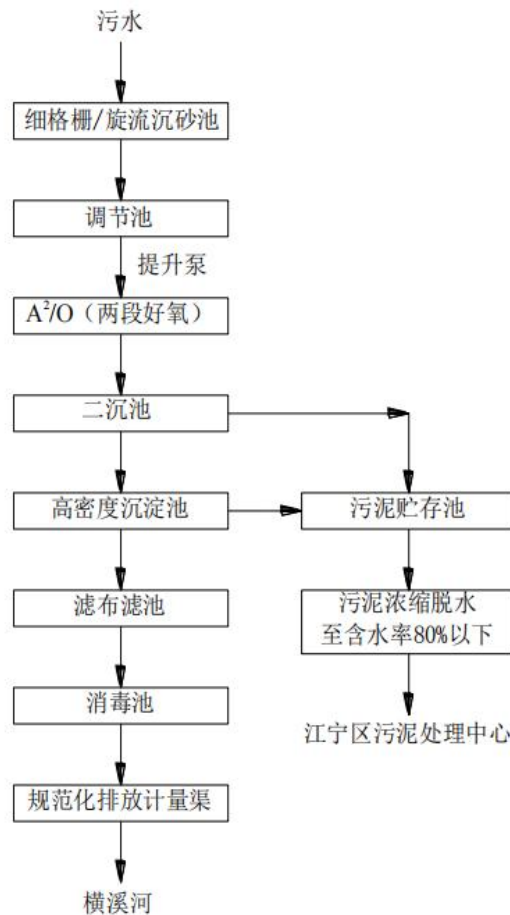 污水
细格栅/旋流沉砂池
调节池
提升泵
A²/O（两段好氧）
二沉池
高密度沉淀池
污泥贮存池
滤布滤池
污泥浓缩脱水
至含水率80%以下
消毒池
江宁区污泥处理中心
规范化排放计量渠
横溪河